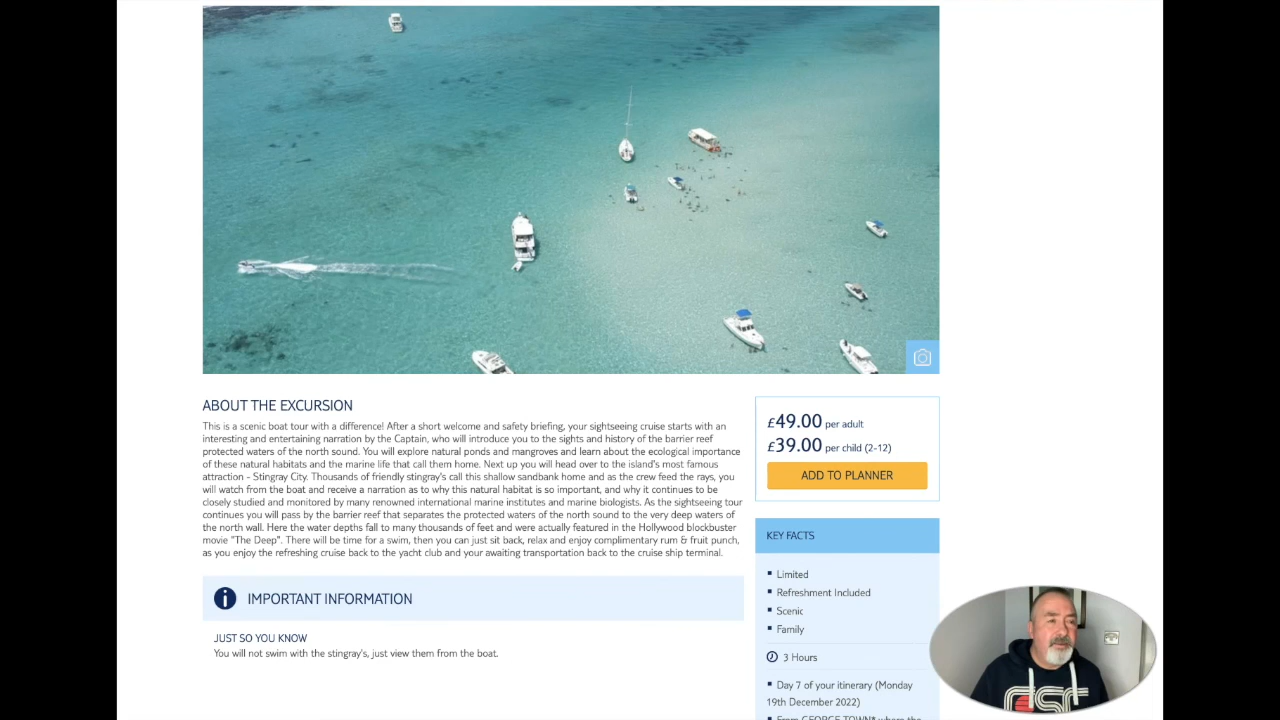 ABOUT THE EXCURSION
This is a scenic boat tour with a difference! After a short welcome and safety briefing, your sightseeing cruise starts with an
interesting and entertaining narration by the Captain, who will introduce you to the sights and history of the barrier reef
protected waters of the north sound. You will explore natural ponds and mangroves and learn about the ecological importance
of these natural habitats and the marine life that call them home. Next up you will head over to the island's most famous
attraction - Stingray City. Thousands of friendly stingray's call this shallow sandbank home and as the crew feed the rays, you
will watch from the boat and receive a narration as to why this natural habitat is so important, and why it continues to be
closely studied and monitored by many renowned international marine institutes and marine biologists. As the sightseeing tour
continues you will pass by the barrier reef that separates the protected waters of the north sound to the very deep waters of
the north wall. Here the water depths fall to many thousands of feet and were actually featured in the Hollywood blockbuster
movie "The Deep". There will be time for a swim, then you can just sit back, relax and enjoy complimentary rum & fruit punch,
as you enjoy the refreshing cruise back to the yacht club and your awaiting transportation back to the cruise ship terminal.
IMPORTANT INFORMATION
JUST SO YOU KNOW
You will not swim with the stingray's, just view them from the boat.
£49.00 per adult
£39.00 per child (2-12)
ADD TO PLANNER
KEY FACTS
Limited
Refreshment Included
Scenic
Family
3 Hours
Day 7 of your itinerary (Monday
19th December 2022)
From GEORGE TOWN* where the